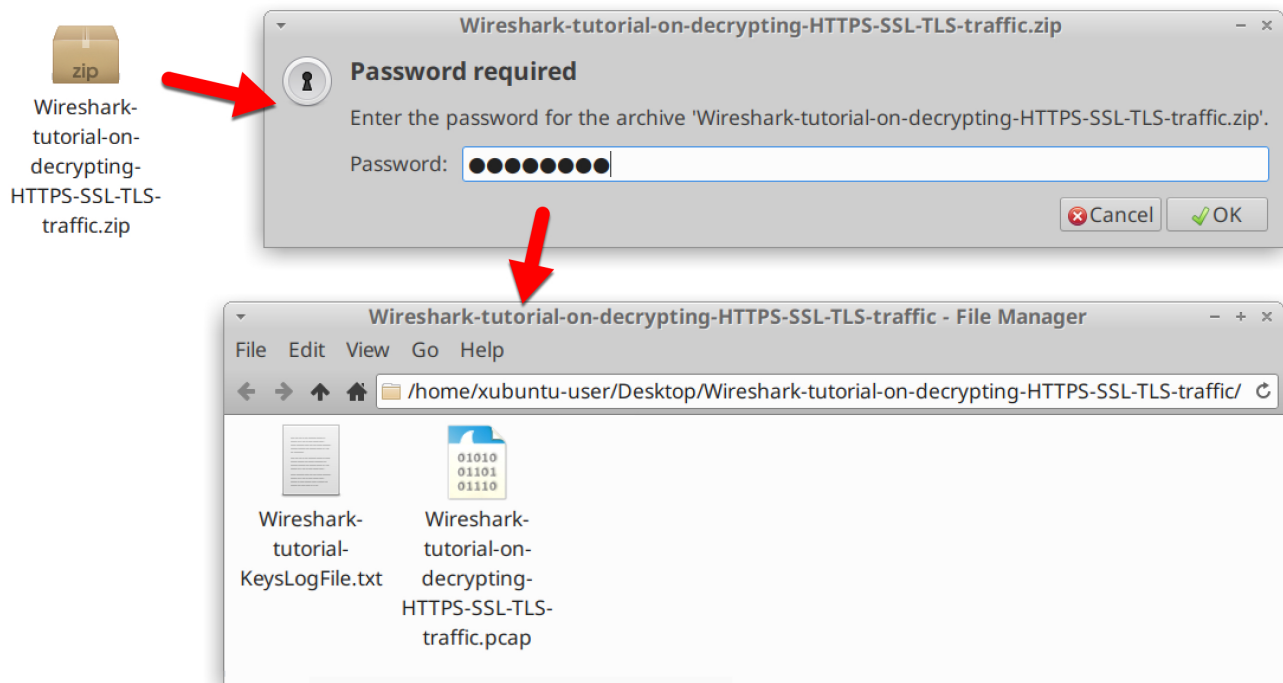 zip
Wireshark-
tutorial-on-
decrypting-
HTTPS-SSL-TLS-
traffic.zip
Wireshark-tutorial-on-decrypting-HTTPS-SSL-TLS-traffic.zip
Password required
Enter the password for the archive 'Wireshark-tutorial-on-decrypting-HTTPS-SSL-TLS-traffic.zip'.
Password: ●●●●●●●●
Cancel OK
Wireshark-tutorial-on-decrypting-HTTPS-SSL-TLS-traffic - File Manager
File Edit View Go Help
/home/xubuntu-user/Desktop/Wireshark-tutorial-on-decrypting-HTTPS-SSL-TLS-traffic/
Wireshark-
tutorial-
KeysLogFile.txt
01010
01101
01110
Wireshark-
tutorial-on-
decrypting-
HTTPS-SSL-TLS-
traffic.pcap